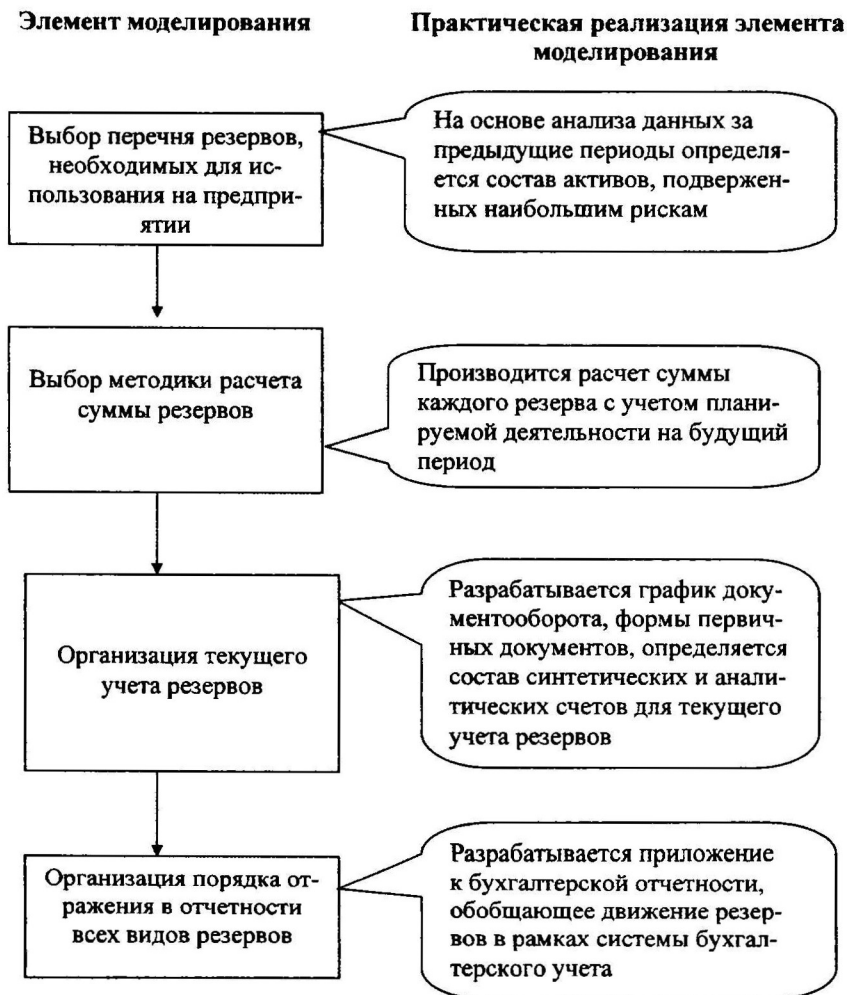 Элемент моделирования
Практическая реализация элемента
моделирования
Выбор перечня резервов,
необходимых для ис-
пользования на предпри-
ятии
На основе анализа данных за
предыдущие периоды определя-
ется состав активов, подвержен-
ных наибольшим рискам
Выбор методики расчета
суммы резервов
Производится расчет суммы
каждого резерва с учетом плани-
руемой деятельности на будущий
период
Организация текущего
учета резервов
Разрабатывается график доку-
ментооборота, формы первич-
ных документов, определяется
состав синтетических и анали-
тических счетов для текущего
учета резервов
Организация порядка от-
ражения в отчетности
всех видов резервов
Разрабатывается приложение
к бухгалтерской отчетности,
обобщающее движение резер-
вов в рамках системы бухгал-
терского учета